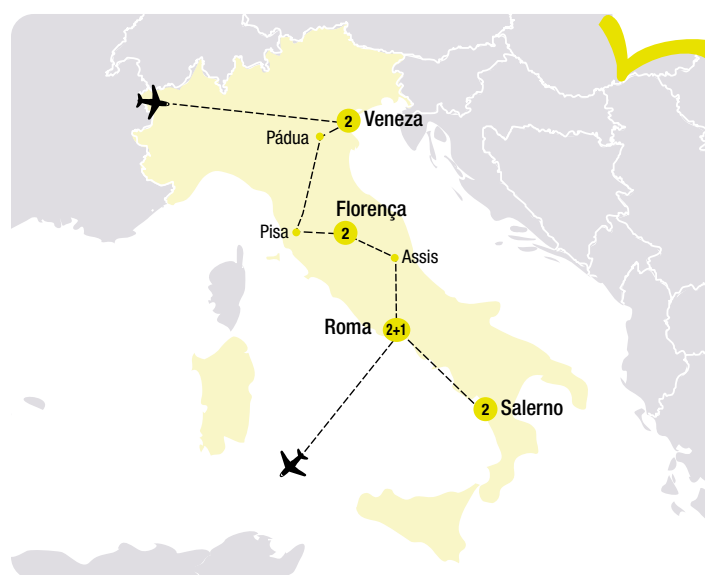 2 Veneza
Pádua
Florença
Pisa
2
Assis
Roma 2+1
2 Salerno